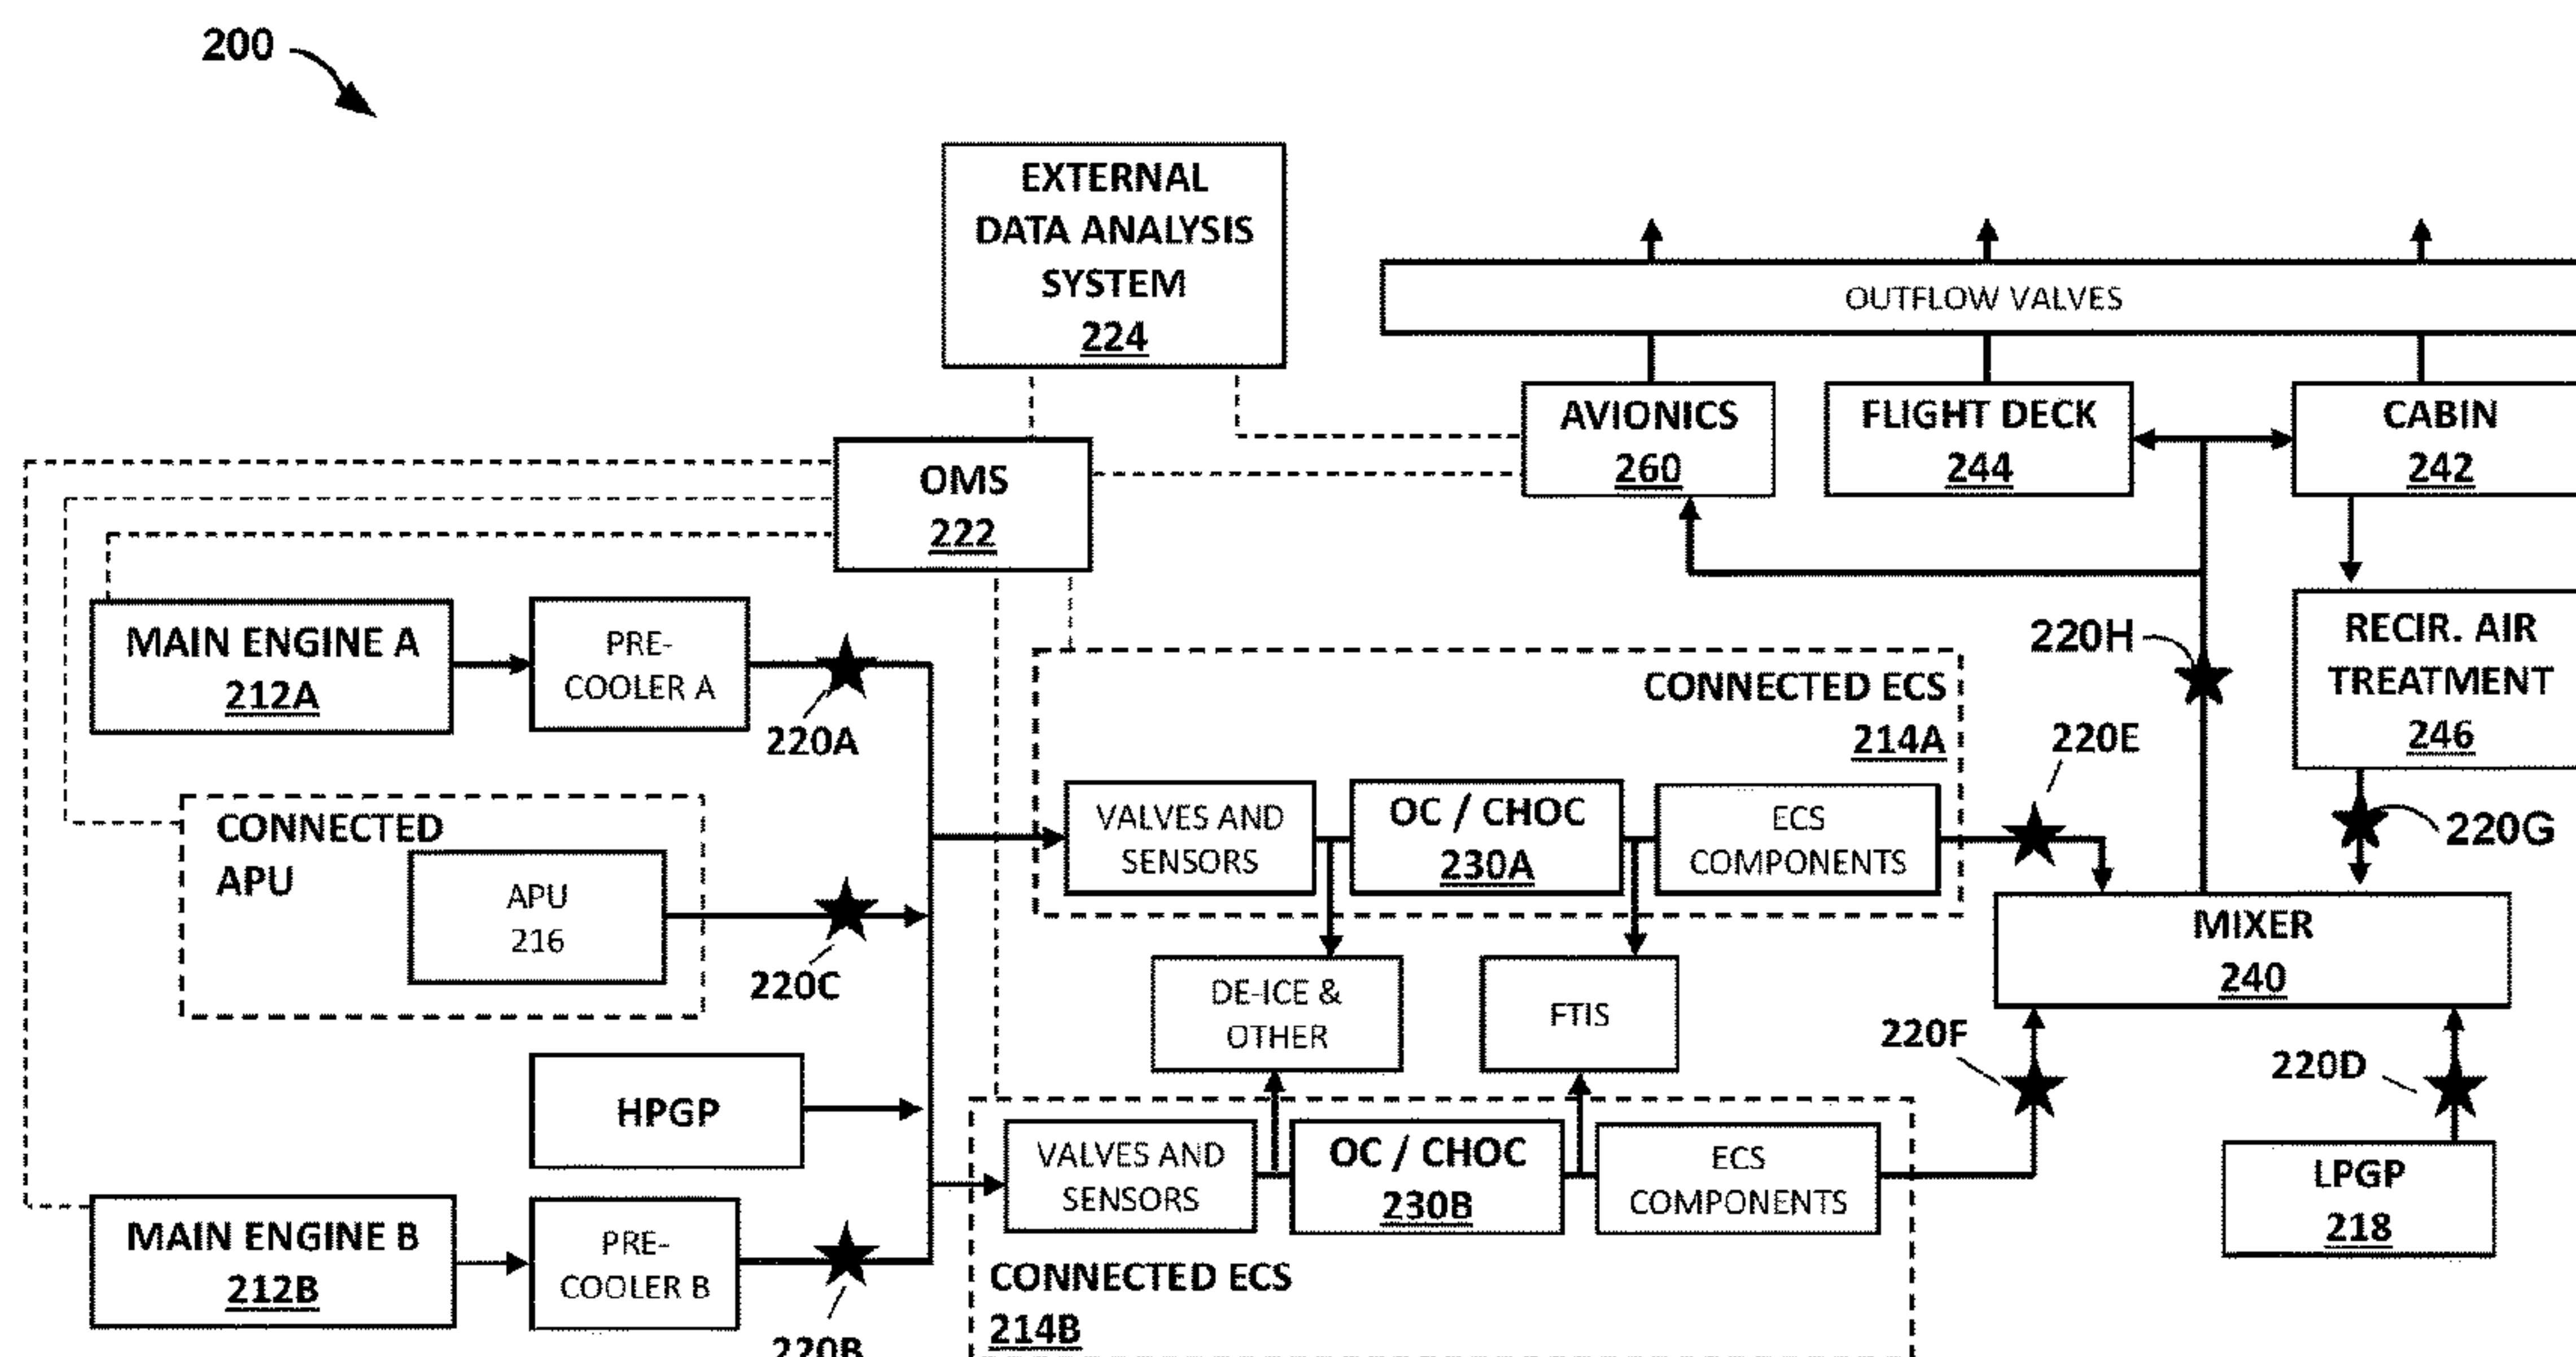 200
EXTERNAL
DATA ANALYSIS
SYSTEM
224
OUTFLOW VALVES
AVIONICS
260
FLIGHT DECK
244
CABIN
242
OMS
222
MAIN ENGINE A
212A
PRE-
COOLER A
220A
CONNECTED ECS
214A
220H
RECIR. AIR
TREATMENT
246
220E
220G
VALVES AND
SENSORS
OC / CHOC
230A
ECS
COMPONENTS
CONNECTED
APU
APU
216
220C
MIXER
240
DE-ICE &
OTHER
FTIS
220F
220D
HPGP
VALVES AND
SENSORS
OC / CHOC
230B
ECS
COMPONENTS
LPGP
218
MAIN ENGINE B
212B
PRE-
COOLER B
220B
CONNECTED ECS
214B